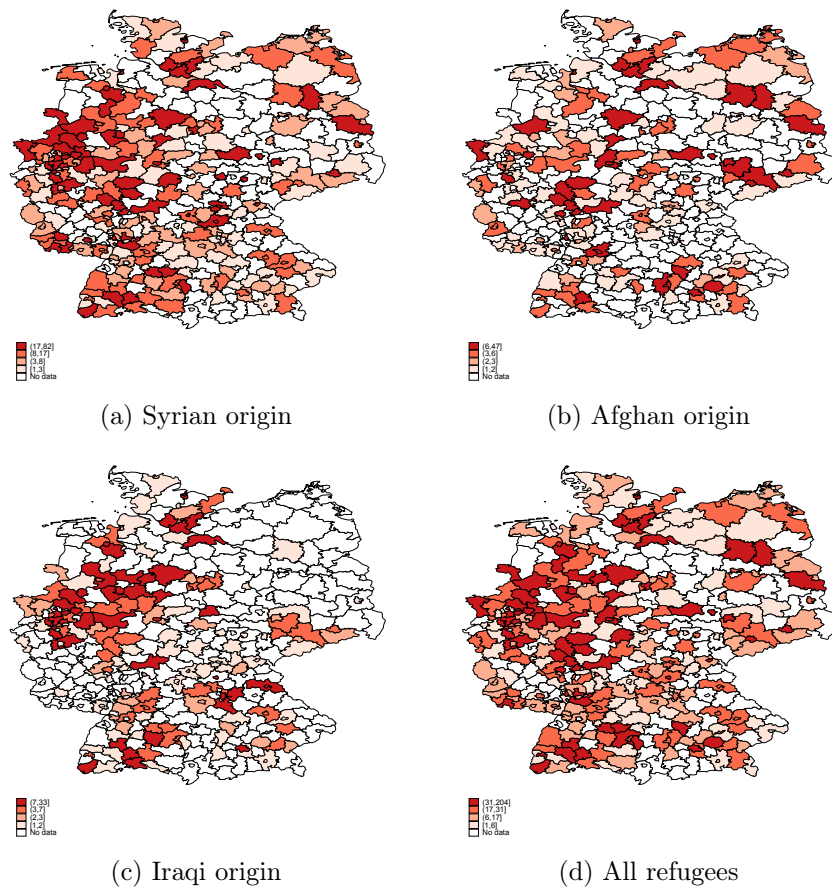 (17,82]
(8,17]
(3,8]
[1,3]
No data
(a) Syrian origin
(6,47]
(3,6]
(2,3]
[1,2]
No data
(b) Afghan origin
(7,33]
(3,7]
(2,3]
[1,2]
No data
(c) Iraqi origin
(31,204]
(17,31]
(6,17]
[1,6]
No data
(d) All refugees